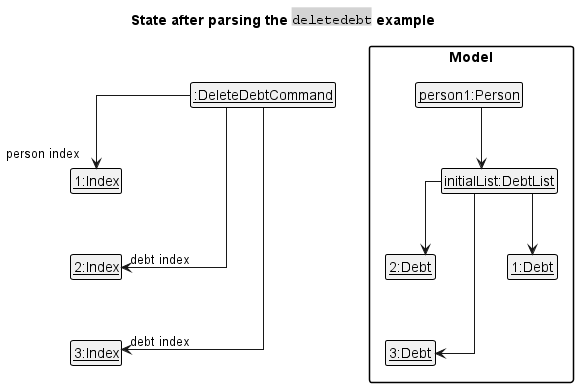 State after parsing the deletedebt example
Model
:DeleteDebtCommand
person1:Person
person index
1:Index
initialList:DebtList
2:Index
debt index
2:Debt
1:Debt
3:Index
debt index
3:Debt